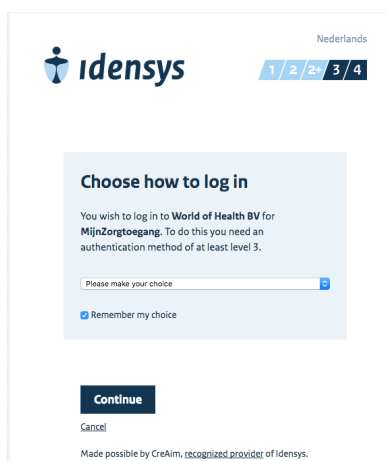 Nederlands
ıdensys
1 / 2 / 2+ / 3 / 4
Choose how to log in
You wish to log in to World of Health BV for
MijnZorgtoegang. To do this you need an
authentication method of at least level 3.
Please make your choice
Remember my choice
Continue
Cancel
Made possible by CreAim, recognized provider of Idensys.